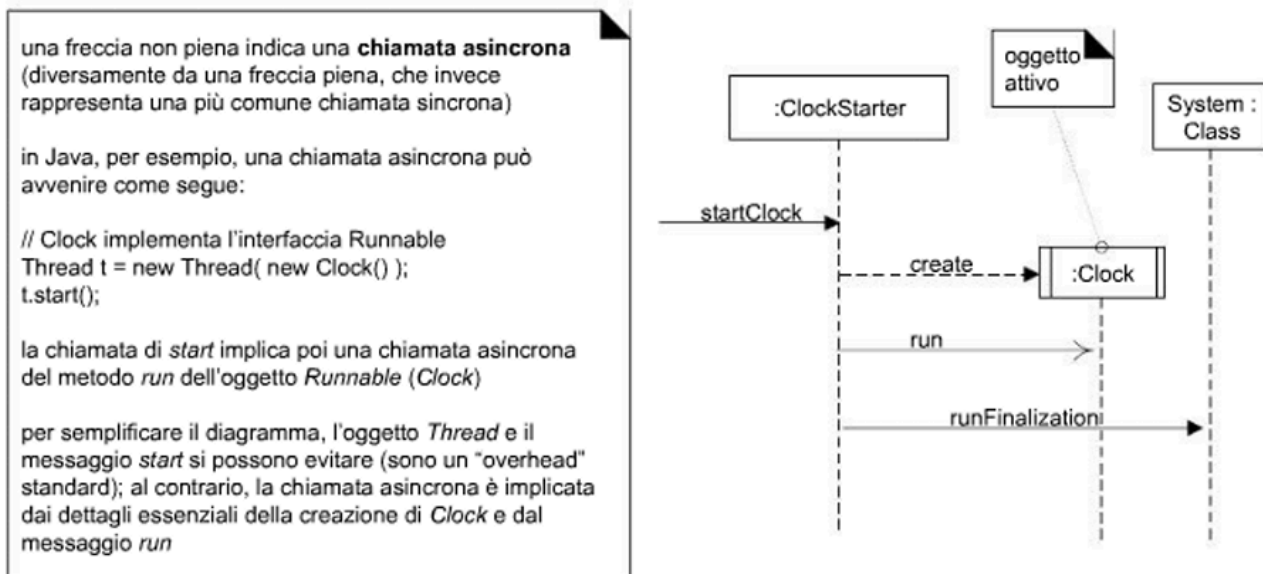 una freccia non piena indica una chiamata asincrona
(diversamente da una freccia piena, che invece
rappresenta una più comune chiamata sincrona)
in Java, per esempio, una chiamata asincrona può
avvenire come segue:
// Clock implementa l'interfaccia Runnable
Thread t = new Thread( new Clock() );
t.start();
la chiamata di start implica poi una chiamata asincrona
del metodo run dell'oggetto Runnable (Clock)
per semplificare il diagramma, l'oggetto Thread e il
messaggio start si possono evitare (sono un “overhead”
standard); al contrario, la chiamata asincrona è implicata
dai dettagli essenziali della creazione di Clock e dal
messaggio run
oggetto
attivo
:ClockStarter
System :
Class
startClock
create
:Clock
run
runFinalization